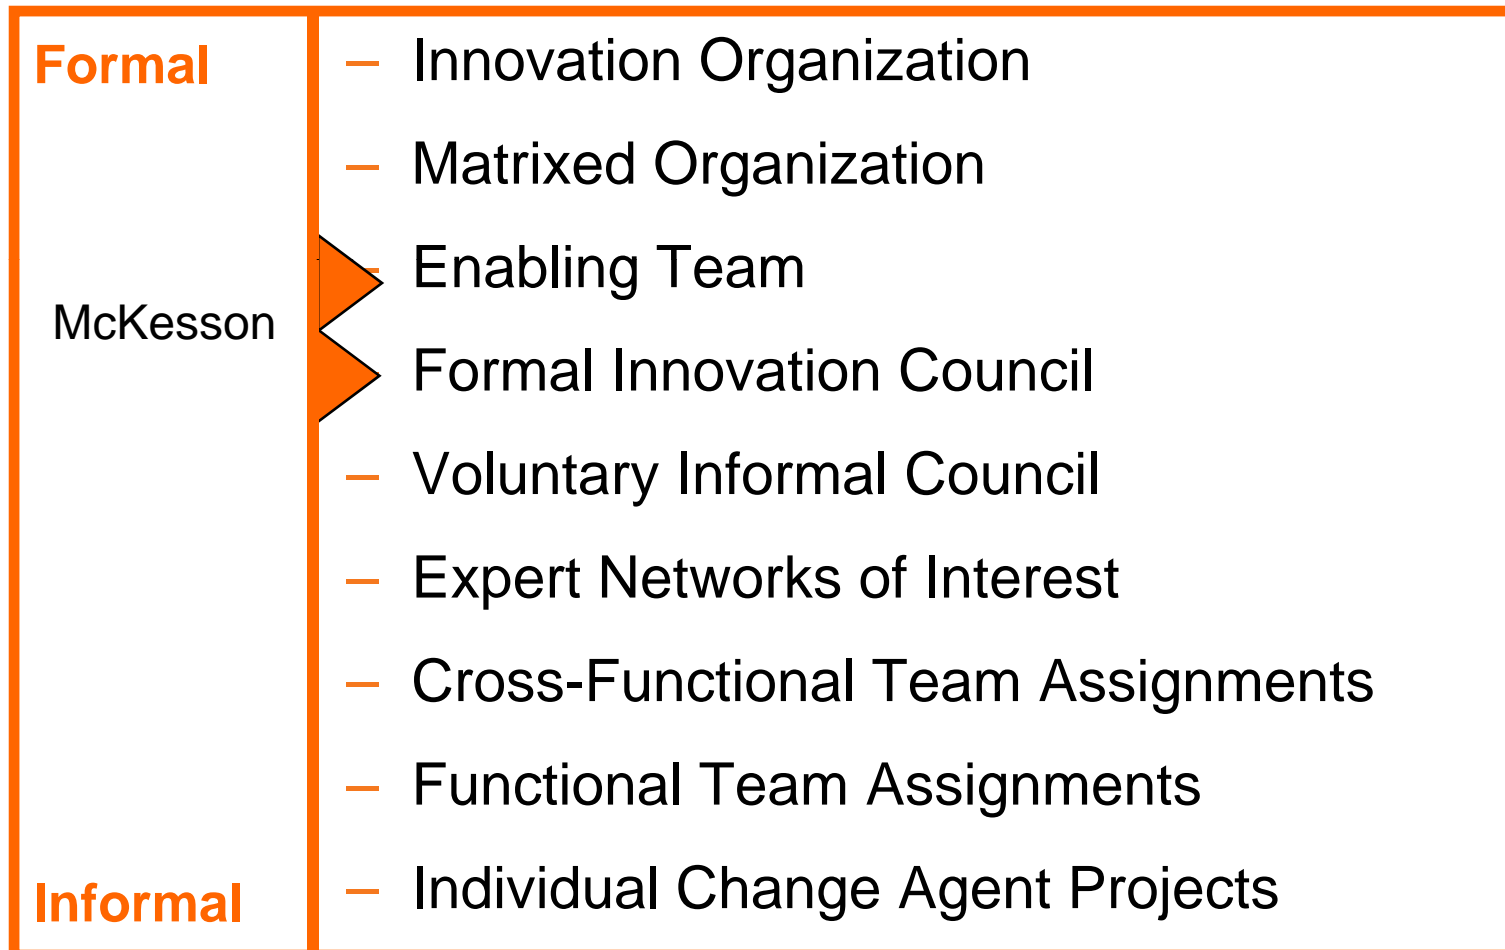 Formal
– Innovation Organization
– Matrixed Organization
– Enabling Team
McKesson
Formal Innovation Council
– Voluntary Informal Council
– Expert Networks of Interest
– Cross-Functional Team Assignments
– Functional Team Assignments
Informal
– Individual Change Agent Projects